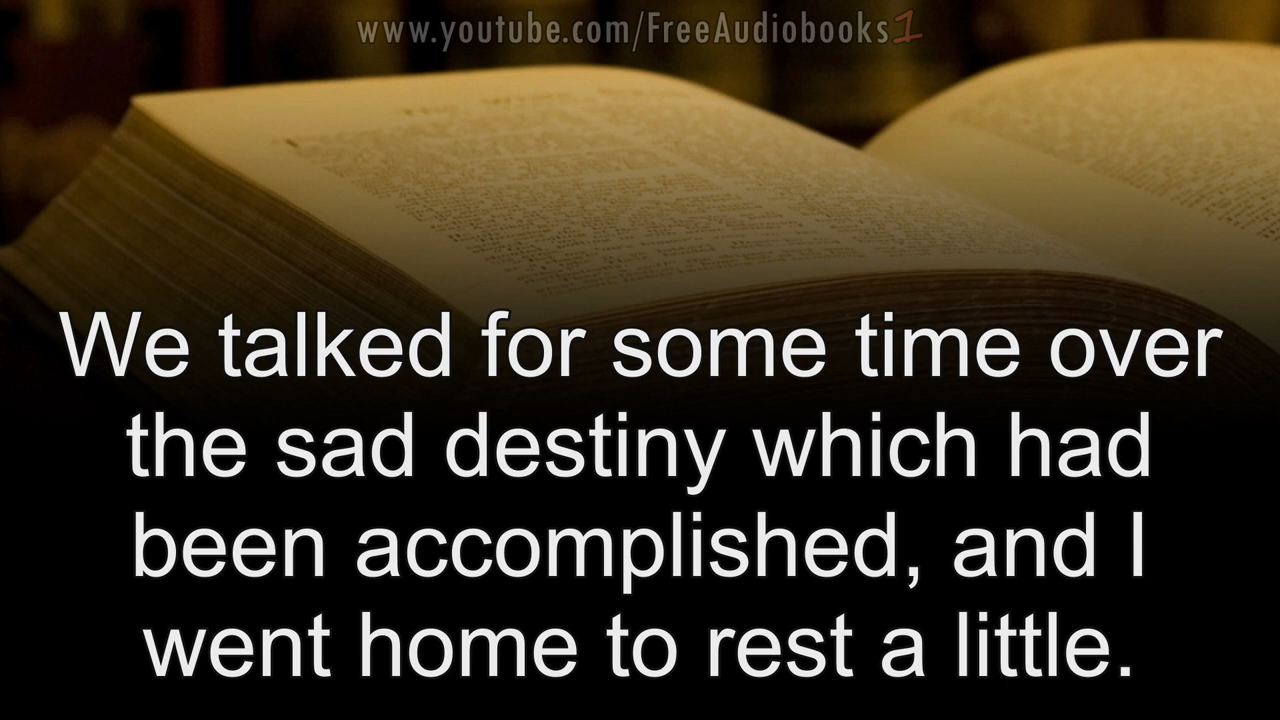 www.youtube.com/FreeAudiobooks1
We talked for some time over
the sad destiny which had
been accomplished, and I
went home to rest a little.